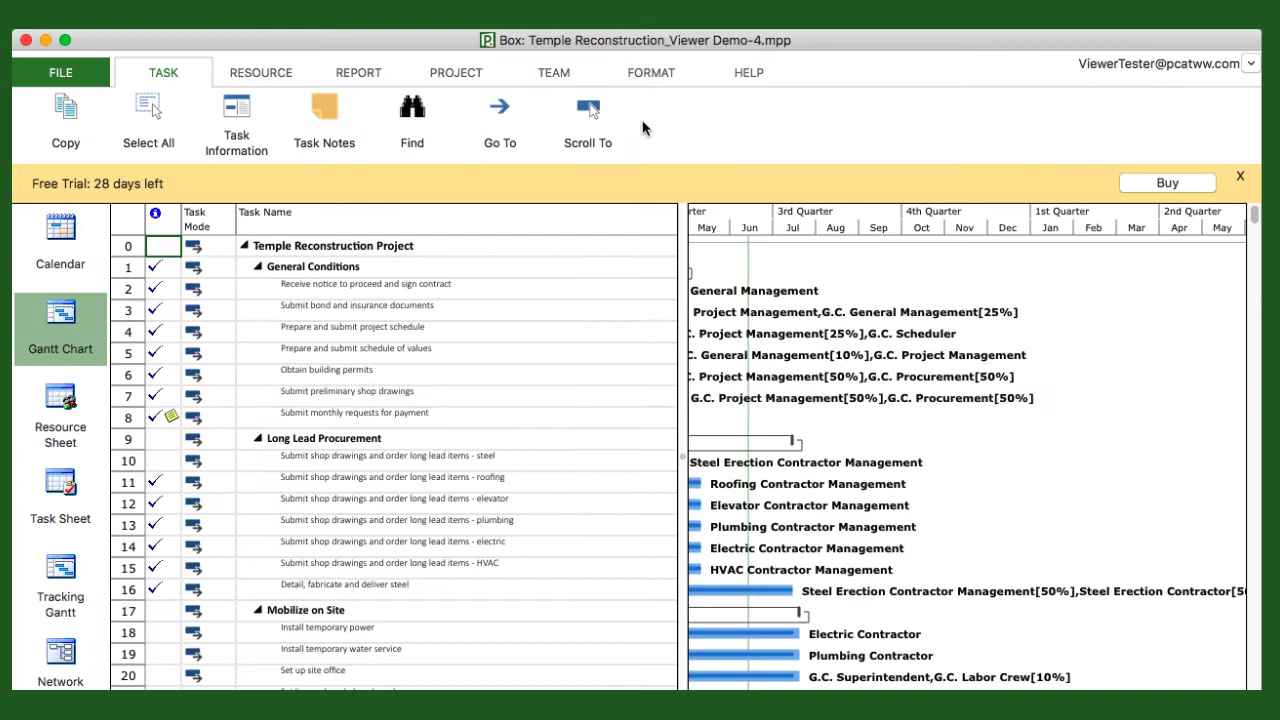 Box: Temple Reconstruction_Viewer Demo-4.mpp
FILE TASK RESOURCE REPORT PROJECT TEAM FORMAT HELP
ViewerTester@pcatww.com
Copy
Select All
Task
Information
Task Notes
Find
Go To
Scroll To
Free Trial: 28 days left
Buy
X
Calendar
Gantt Chart
Resource
Sheet
Task Sheet
Tracking
Gantt
Network
Task
Mode
Task Name
0 Temple Reconstruction Project
1 General Conditions
2 Receive notice to proceed and sign contract
3 Submit bond and insurance documents
4 Prepare and submit project schedule
5 Prepare and submit schedule of values
6 Obtain building permits
7 Submit preliminary shop drawings
8 Submit monthly requests for payment
9 Long Lead Procurement
10 Submit shop drawings and order long lead items - steel
11 Submit shop drawings and order long lead items - roofing
12 Submit shop drawings and order long lead items - elevator
13 Submit shop drawings and order long lead items - plumbing
14 Submit shop drawings and order long lead items - electric
15 Submit shop drawings and order long lead items - HVAC
16 Detail, fabricate and deliver steel
17 Mobilize on Site
18 Install temporary power
19 Install temporary water service
20 Set up site office
rter 3rd Quarter 4th Quarter 1st Quarter 2nd Quarter
May Jun Jul Aug Sep Oct Nov Dec Jan Feb Mar Apr May
General Management
Project Management,G.C. General Management[25%]
C. Project Management[25%],G.C. Scheduler
C. General Management[10%],G.C. Project Management
C. Project Management[50%],G.C. Procurement[50%]
G.C. Project Management[50%],G.C. Procurement[50%]
Steel Erection Contractor Management
Roofing Contractor Management
Elevator Contractor Management
Plumbing Contractor Management
Electric Contractor Management
HVAC Contractor Management
Steel Erection Contractor Management[50%],Steel Erection Contractor[5
Electric Contractor
Plumbing Contractor
G.C. Superintendent,G.C. Labor Crew[10%]